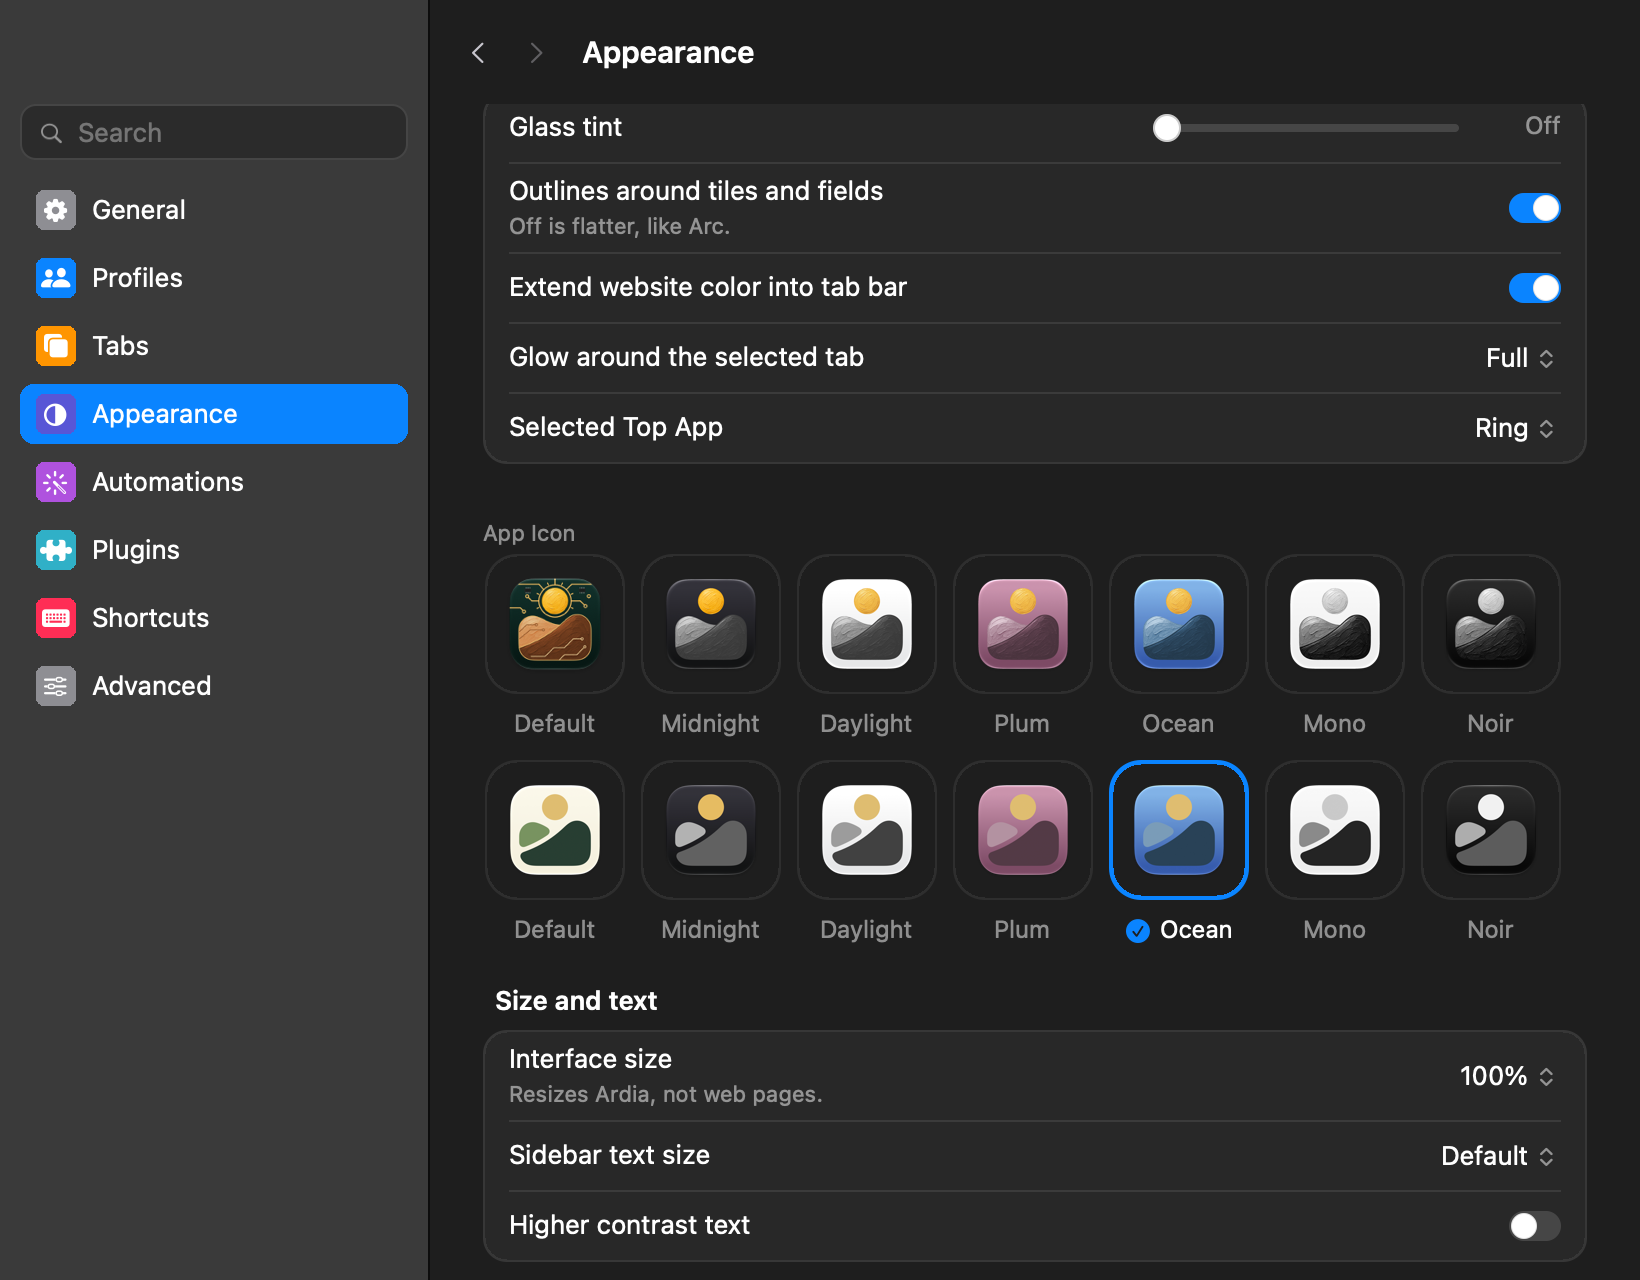 Appearance
Search
General
Profiles
Tabs
Appearance
Automations
Plugins
Shortcuts
Advanced
Glass tint
Off
Outlines around tiles and fields
Off is flatter, like Arc.
Extend website color into tab bar
Glow around the selected tab
Full
Selected Top App
Ring
App Icon
Default
Midnight
Daylight
Plum
Ocean
Mono
Noir
Default
Midnight
Daylight
Plum
Ocean
Mono
Noir
Size and text
Interface size
100%
Resizes Ardia, not web pages.
Sidebar text size
Default
Higher contrast text